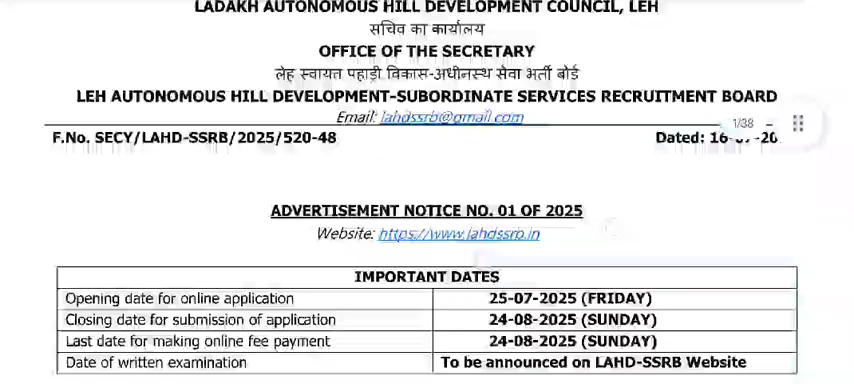 LADAKH AUTONOMOUS HILL DEVELOPMENT COUNCIL, LEH
सचिव का कार्यालय
OFFICE OF THE SECRETARY
लेह स्वायत पहाड़ी विकास-अधीनस्थ सेवा भर्ती बोर्ड
LEH AUTONOMOUS HILL DEVELOPMENT-SUBORDINATE SERVICES RECRUITMENT BOARD
Email: lahdssrb@gmail.com
1/38
F.No. SECY/LAHD-SSRB/2025/520-48 Dated:
ADVERTISEMENT NOTICE NO. 01 OF 2025
Website: https://www.lahdssrb.in
IMPORTANT DATES
Opening date for online application 25-07-2025 (FRIDAY)
Closing date for submission of application 24-08-2025 (SUNDAY)
Last date for making online fee payment 24-08-2025 (SUNDAY)
Date of written examination To be announced on LAHD-SSRB Website